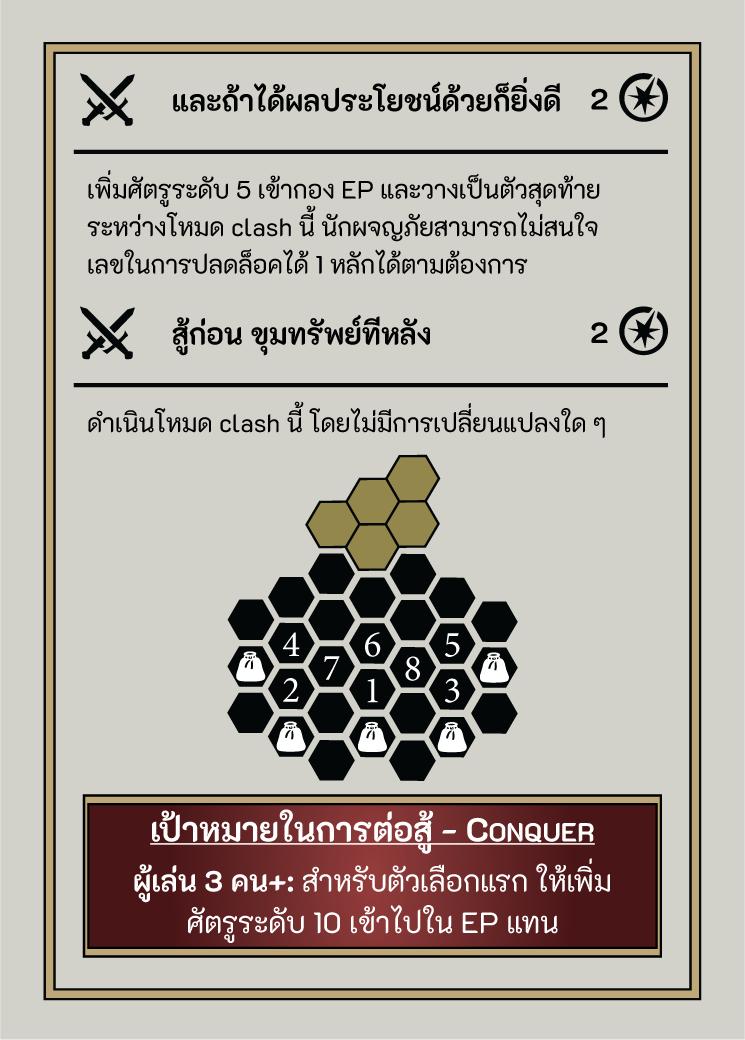 และถ้าได้ผลประโยชน์ด้วยก็ยิ่งดี 2
เพิ่มศัตรูระดับ 5 เข้ากอง EP และวางเป็นตัวสุดท้าย
ระหว่างโหมด clash นี้ นักผจญภัยสามารถไม่สนใจ
เลขในการปลดล็อคได้ 1 หลักได้ตามต้องการ
สู้ก่อน ขุมทรัพย์ทีหลัง 2
ดำเนินโหมด clash นี้ โดยไม่มีการเปลี่ยนแปลงใด ๆ
4 6 5
7 8
2 1 3
เป้าหมายในการต่อสู้ - CONQUER
ผู้เล่น 3 คน+: สำหรับตัวเลือกแรก ให้เพิ่ม
ศัตรูระดับ 10 เข้าไปใน EP แทน